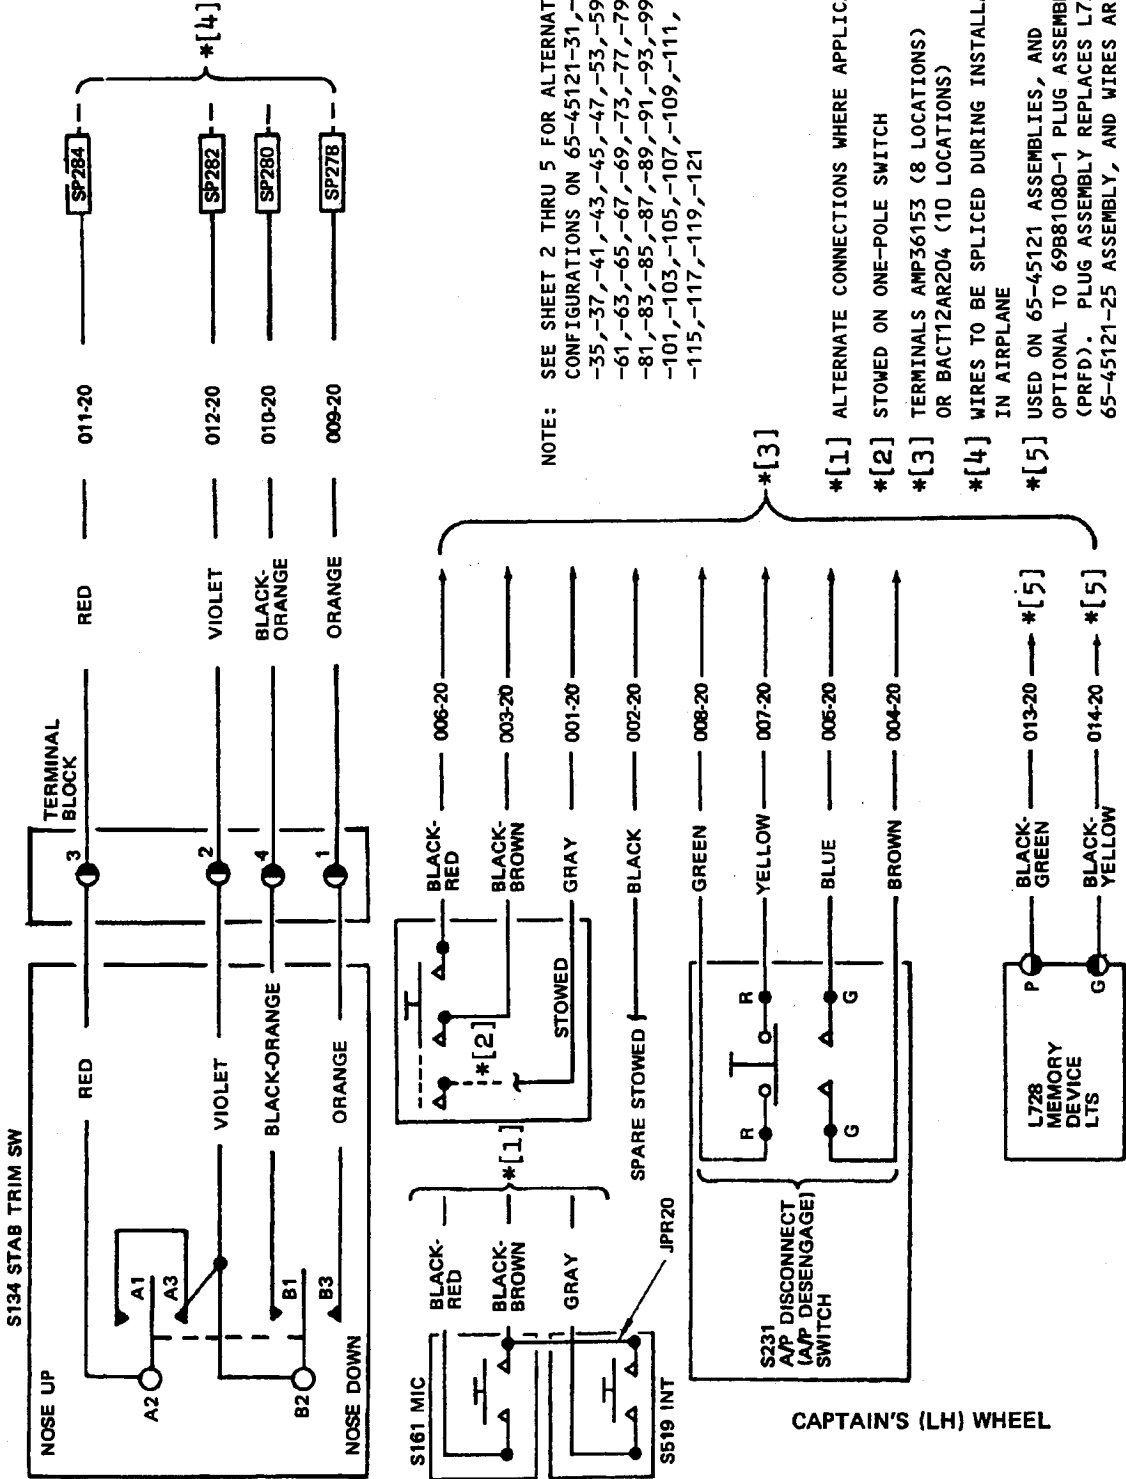 S134 STAB TRIM SW
NOSE UP
A2
A1
A3
B2
B1
B3
NOSE DOWN
RED
VIOLET
BLACK-ORANGE
ORANGE
TERMINAL
BLOCK
3
2
4
1
RED
VIOLET
BLACK-
ORANGE
ORANGE
011-20
012-20
010-20
009-20
SP284
SP282
SP280
SP278
*[4]
S161 MIC
S519 INT
BLACK-
RED
BLACK-
BROWN
GRAY
*[1]
JPR20
*[2]
STOWED
SPARE STOWED
BLACK-
RED
BLACK-
BROWN
GRAY
BLACK
GREEN
YELLOW
BLUE
BROWN
006-20
003-20
001-20
002-20
008-20
007-20
005-20
004-20
*[3]
S231
A/P DISCONNECT
(A/P DESENGAGE)
SWITCH
R
R
G
G
L728
MEMORY
DEVICE
LTS
P
G
BLACK-
GREEN
BLACK-
YELLOW
013-20
014-20
*[5]
*[5]
CAPTAIN'S (LH) WHEEL
NOTE: SEE SHEET 2 THRU 5 FOR
CONFIGURATIONS ON 65-45121-31,
-35,-37,-41,-43,-45,-47,-53,-59
-61,-63,-65,-67,-69,-73,-77,-79
-81,-83,-85,-87,-89,-91,-93,-99
-101,-103,-105,-107,-109,-111,
-115,-117,-119,-121
*[1] ALTERNATE CONNECTIONS WHERE
*[2] STOWED ON ONE-POLE SWITCH
*[3] TERMINALS AMP36153 (8 LOCATIONS)
OR BACT12AR204 (10 LOCATIONS)
*[4] WIRES TO BE SPLICED DURING
IN AIRPLANE
*[5] USED ON 65-45121 ASSEMBLIES, AND
OPTIONAL TO 69B81080-1 PLUG
(PRFD). PLUG ASSEMBLY REPLACES
65-45121-25 ASSEMBLY, AND WIRES